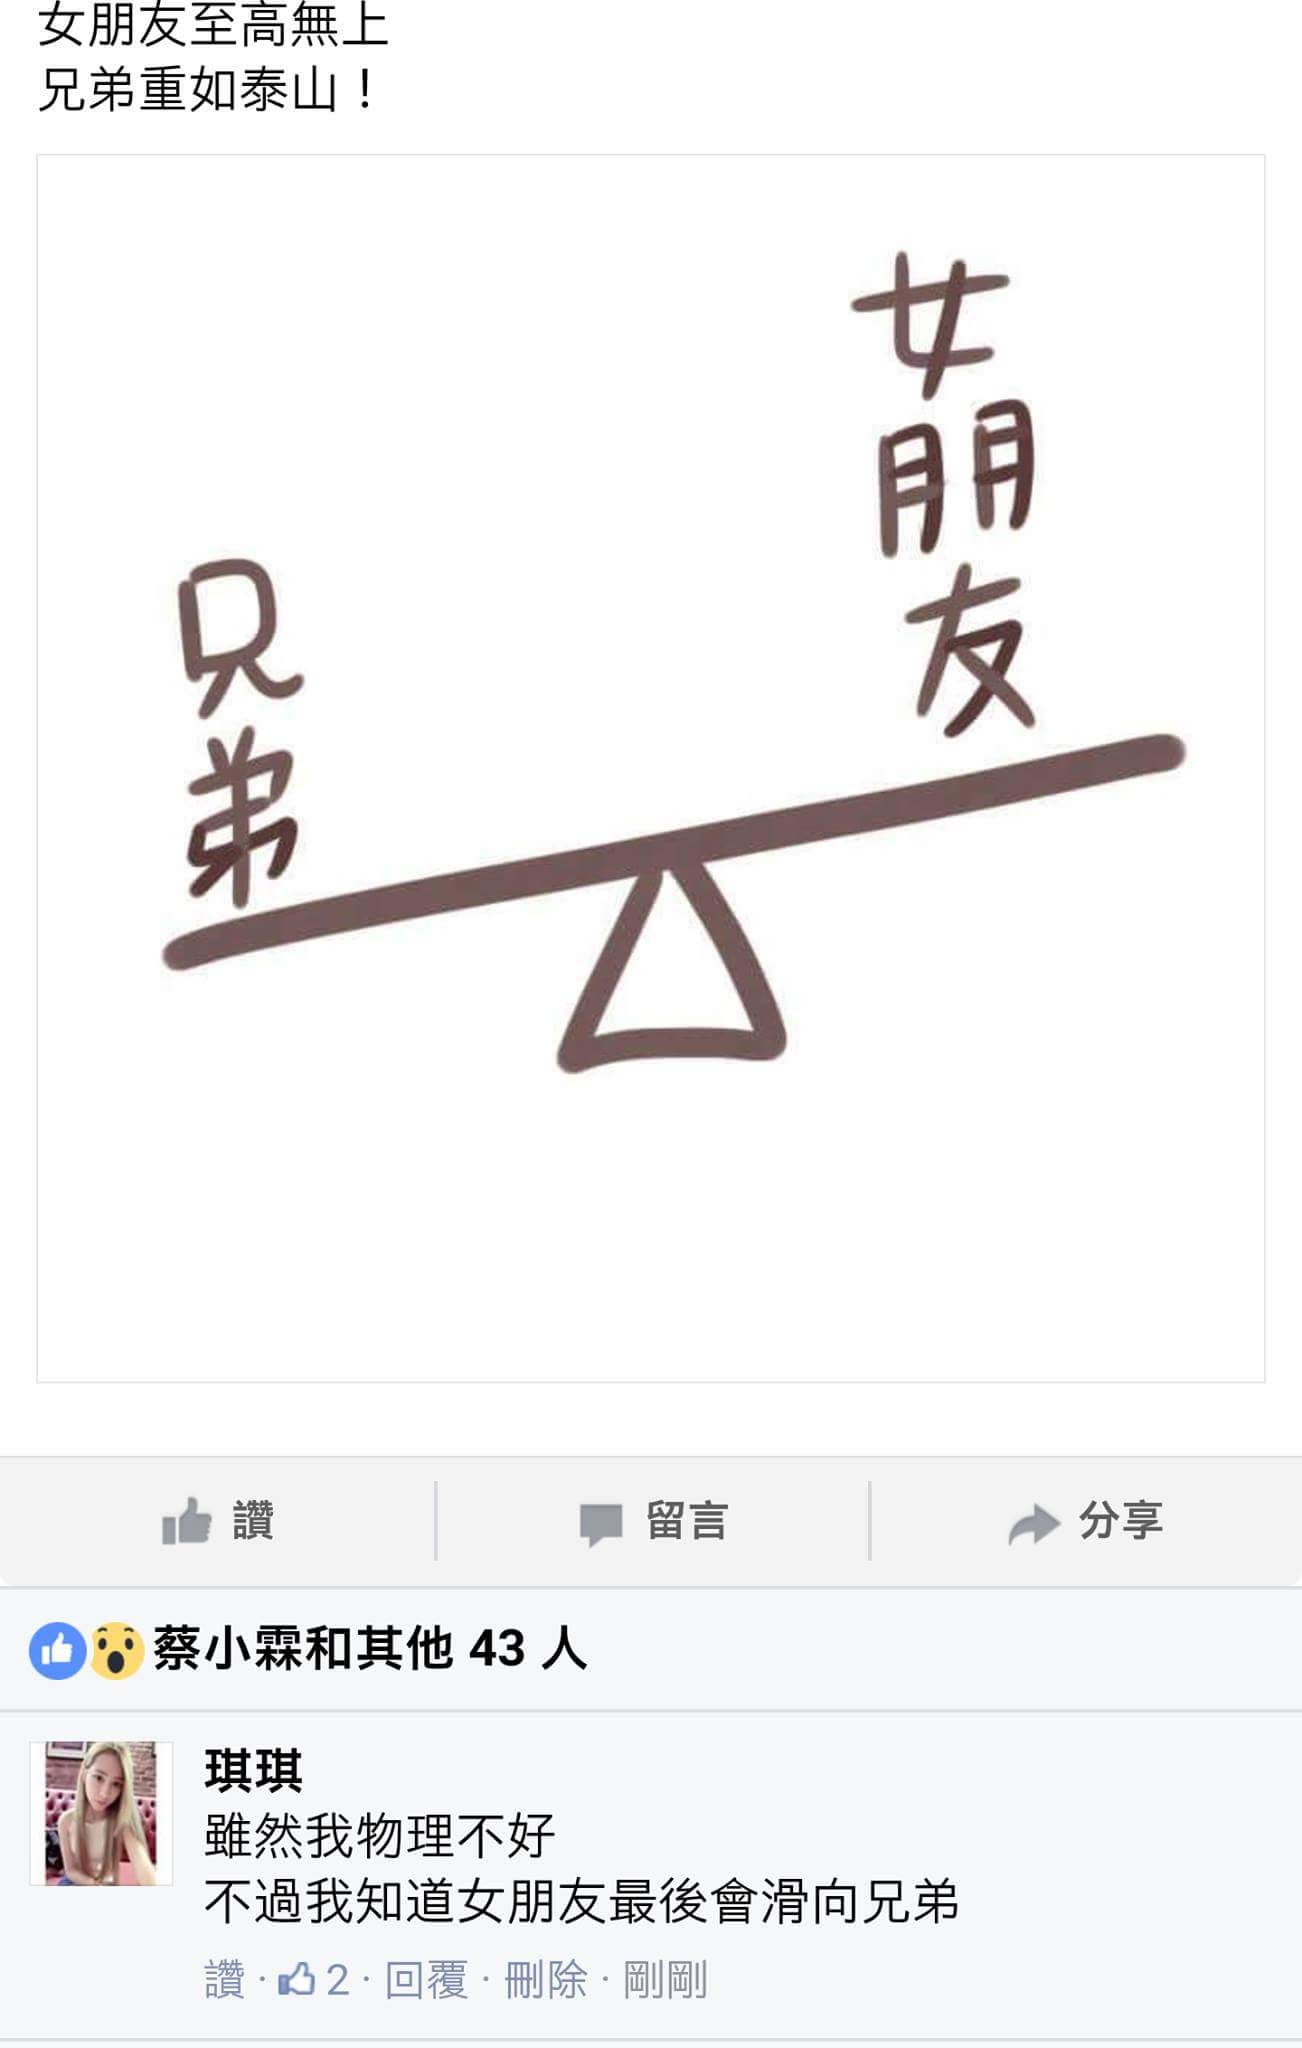 女朋友至高無上
兄弟重如泰山！
女朋友
兄弟
讚
留言
分享
蔡小霖和其他 43 人
琪琪
雖然我物理不好
不過我知道女朋友最後會滑向兄弟
讚 · 2 · 回覆 · 刪除 · 剛剛